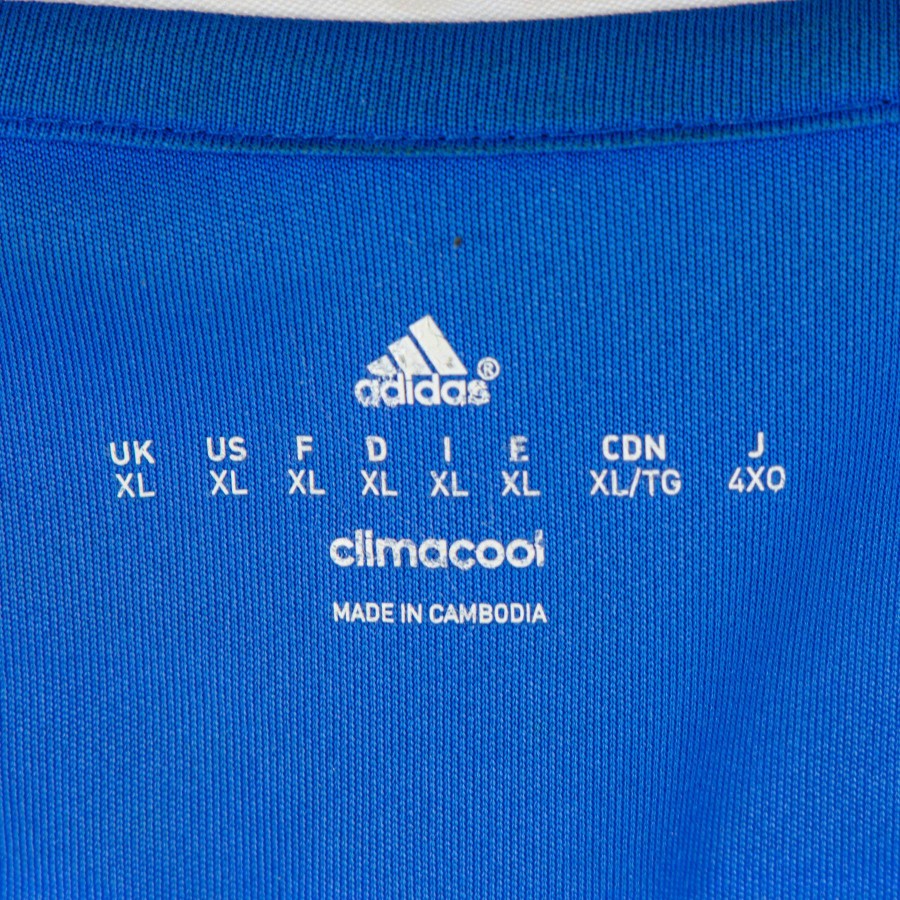 adidas®
UK US F D I E CDN J
XL XL XL XL XL XL XL/TG 4XO
climacool
MADE IN CAMBODIA